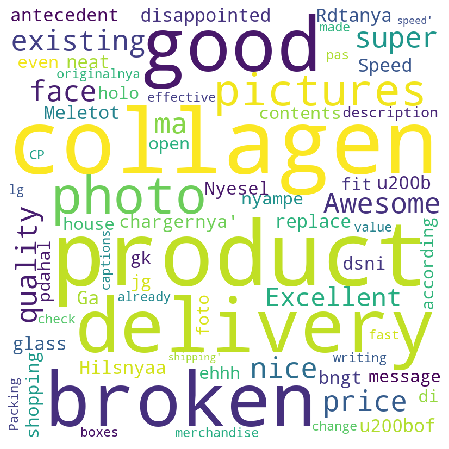 antecedent
disappointed
Rdtanya
speed'
made
existing
good
super
even
neat
Speed
pas
originalnya
face
holo
effective
pictures
Meletot
ma
contents
description
open
collagen
CP
lg
photo
Nyesel
nyampe
fit
u200b
Awesome
house
chargernya'
replace
value
according
quality
pdahal
captions
product
gk
dsni
Ga
jg
foto
already
Excellent
check
delivery
fast
glass
shopping
Hilsnyaa
shipping'
nice
writing
message
Packing
broken
ehhh
bngt
price
di
boxes
merchandise
change
u200bof